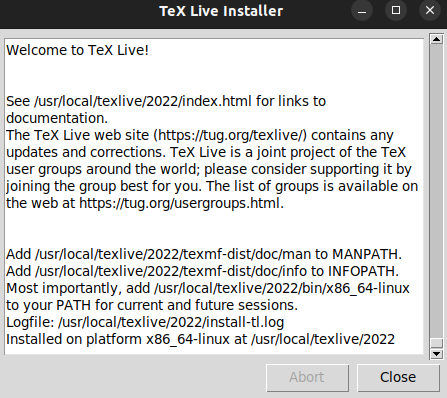 TeX Live Installer
Welcome to TeX Live!
See /usr/local/texlive/2022/index.html for links to
documentation.
The TeX Live web site (https://tug.org/texlive/) contains any
updates and corrections. TeX Live is a joint project of the TeX
user groups around the world; please consider supporting it by
joining the group best for you. The list of groups is available on
the web at https://tug.org/usergroups.html.
Add /usr/local/texlive/2022/texmf-dist/doc/man to MANPATH.
Add /usr/local/texlive/2022/texmf-dist/doc/info to INFOPATH.
Most importantly, add /usr/local/texlive/2022/bin/x86_64-linux
to your PATH for current and future sessions.
Logfile: /usr/local/texlive/2022/install-tl.log
Installed on platform x86_64-linux at /usr/local/texlive/2022
Abort Close